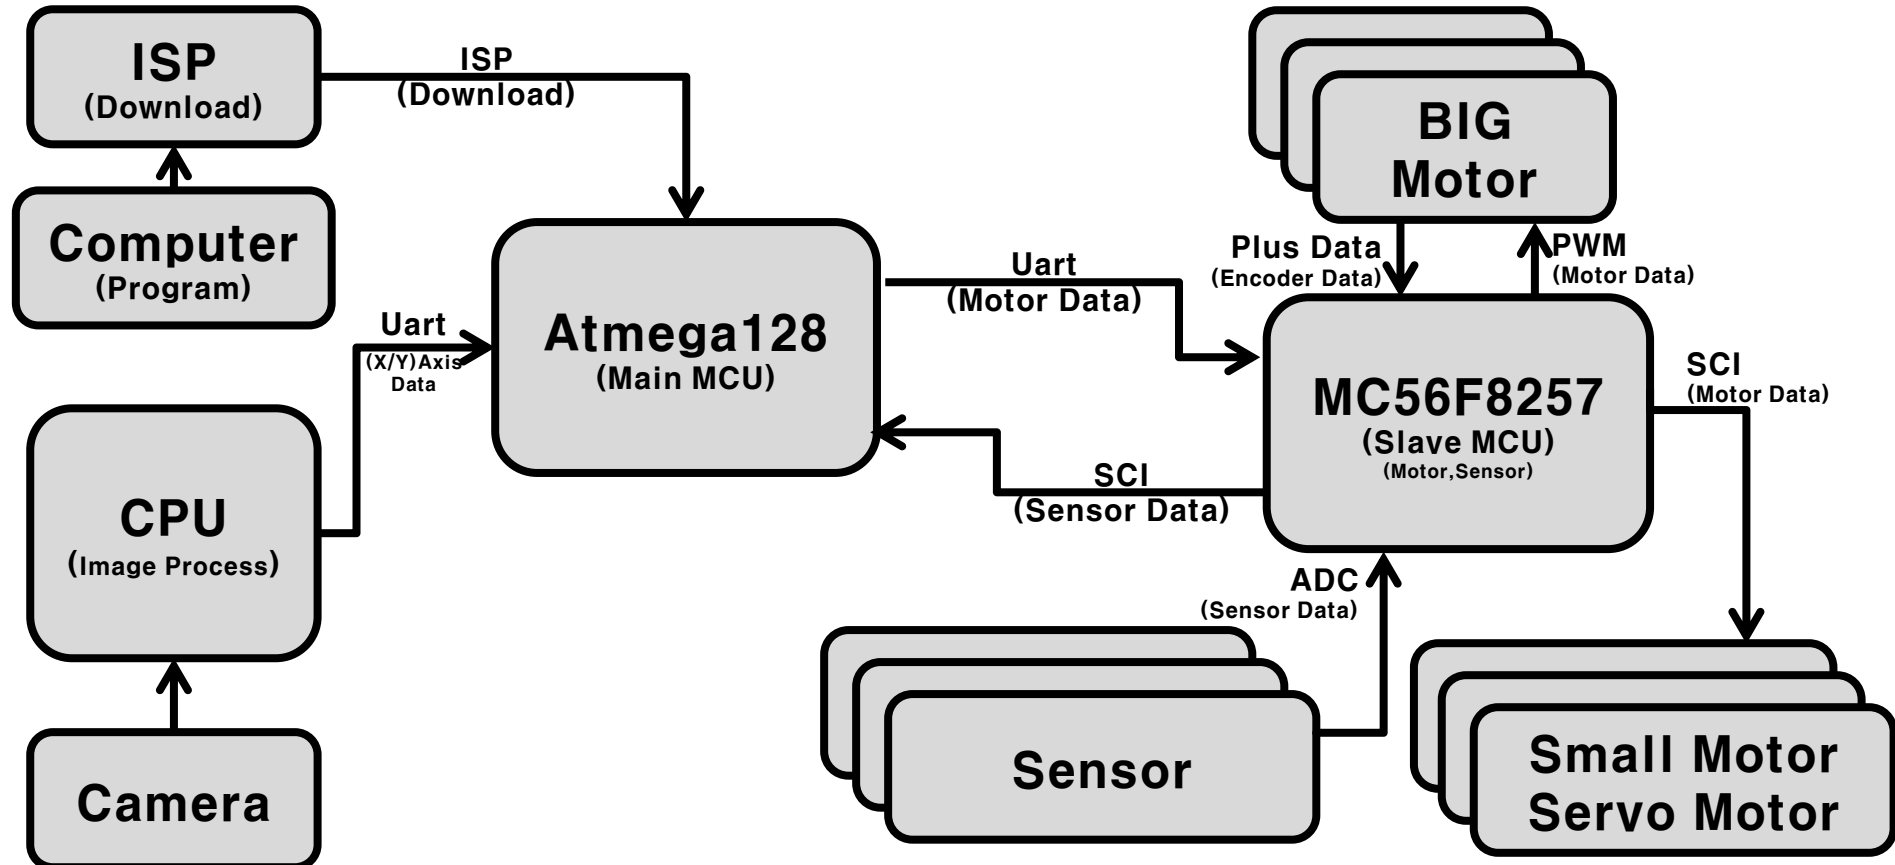 ISP
(Download)
ISP
(Download)
Computer
(Program)
Uart
(X/Y)Axis
Data
CPU
(Image Process)
Camera
Atmega128
(Main MCU)
Uart
(Motor Data)
SCI
(Sensor Data)
BIG
Motor
Plus Data
(Encoder Data)
PWM
(Motor Data)
MC56F8257
(Slave MCU)
(Motor,Sensor)
SCI
(Motor Data)
ADC
(Sensor Data)
Sensor
Small Motor
Servo Motor